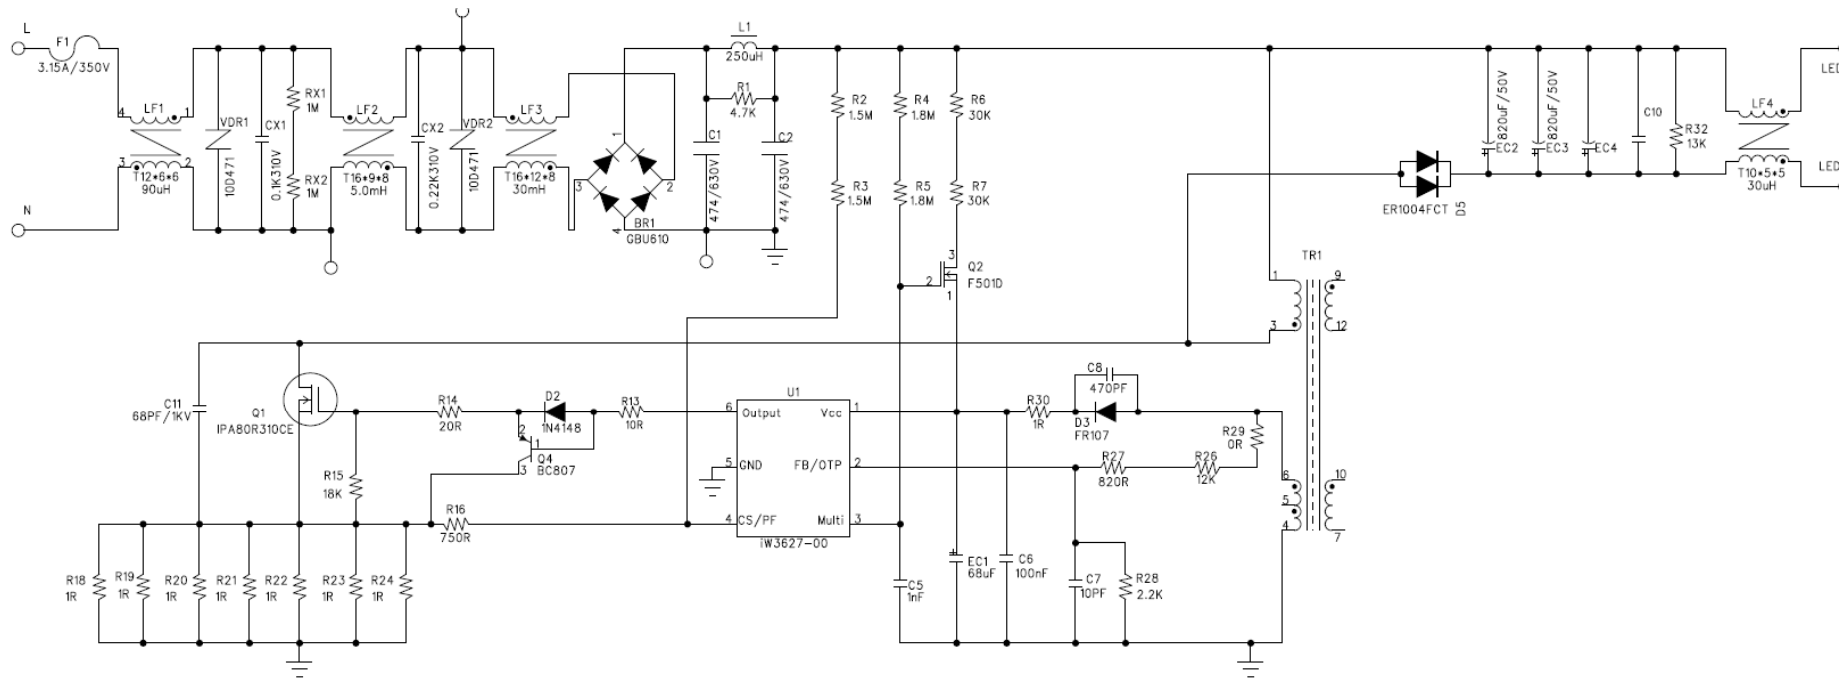 L
F1
3.15A/350V
N
4
LF1
1
3
2
T12*6*6
90uH
VDR1
10D471
CX1
0.1K310V
RX1
1M
RX2
1M
LF2
T16*9*8
5.0mH
CX2
0.22K310V
VDR2
10D471
LF3
T16*12*8
30mH
1
3
2
4
BR1
GBU610
L1
250uH
R1
4.7K
C1
474/630V
C2
474/630V
R2
1.5M
R3
1.5M
R4
1.8M
R5
1.8M
R6
30K
R7
30K
3
Q2
2
F501D
1
820uF/50V
EC2
820uF/50V
EC3
EC4
C10
R32
13K
LF4
T10*5*5
30uH
LED
LED
ER1004FCT
D5
TR1
1
9
3
12
6
10
5
4
7
C11
68PF/1KV
Q1
IPA80R310CE
R14
20R
D2
1N4148
R13
10R
2
1
Q4
3
BC807
R15
18K
R16
750R
U1
6
Output
Vcc
1
5
GND
FB/OTP
2
4
CS/PF
Multi
3
iW3627-00
R30
1R
C8
470PF
D3
FR107
R29
0R
R27
820R
R26
12K
R18
1R
R19
1R
R20
1R
R21
1R
R22
1R
R23
1R
R24
1R
C5
1nF
EC1
68uF
C6
100nF
C7
10PF
R28
2.2K